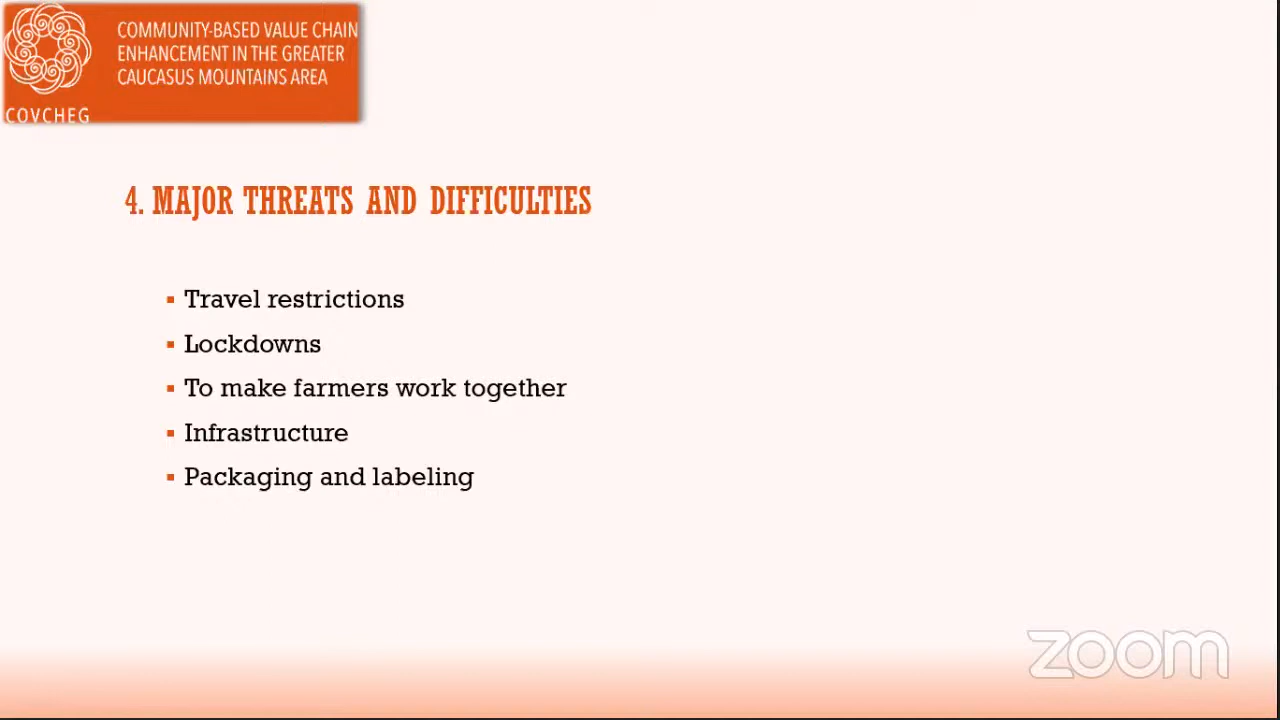 COMMUNITY-BASED VALUE CHAIN
ENHANCEMENT IN THE GREATER
CAUCASUS MOUNTAINS AREA
COVCHEG
4. MAJOR THREATS AND DIFFICULTIES
▪ Travel restrictions
▪ Lockdowns
▪ To make farmers work together
▪ Infrastructure
▪ Packaging and labeling
zoom